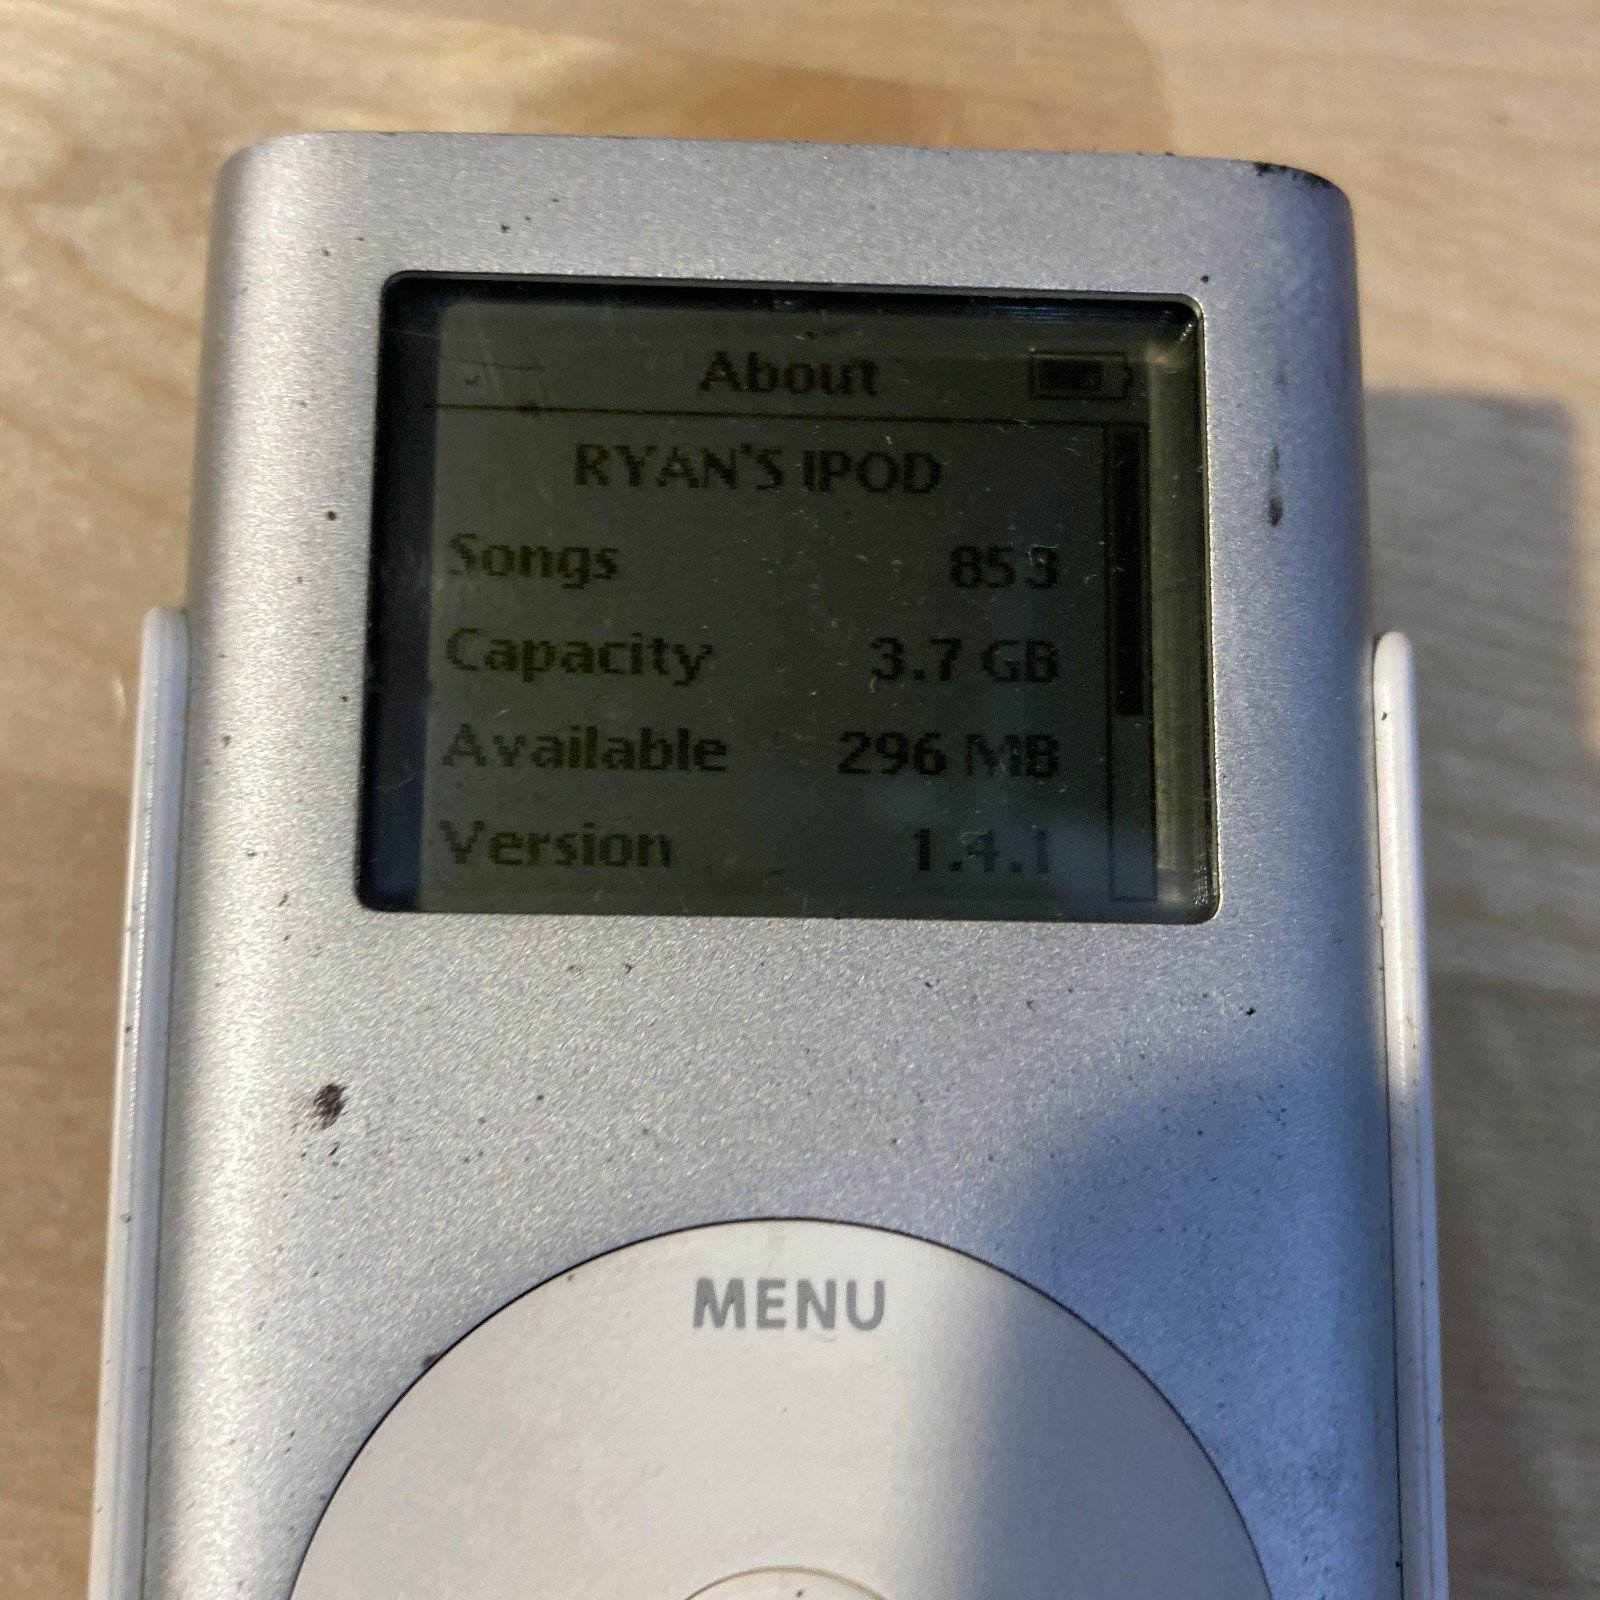 About
RYAN'S IPOD
Songs 853
Capacity 3.7 GB
Available 296 MB
Version 1.4.1
MENU